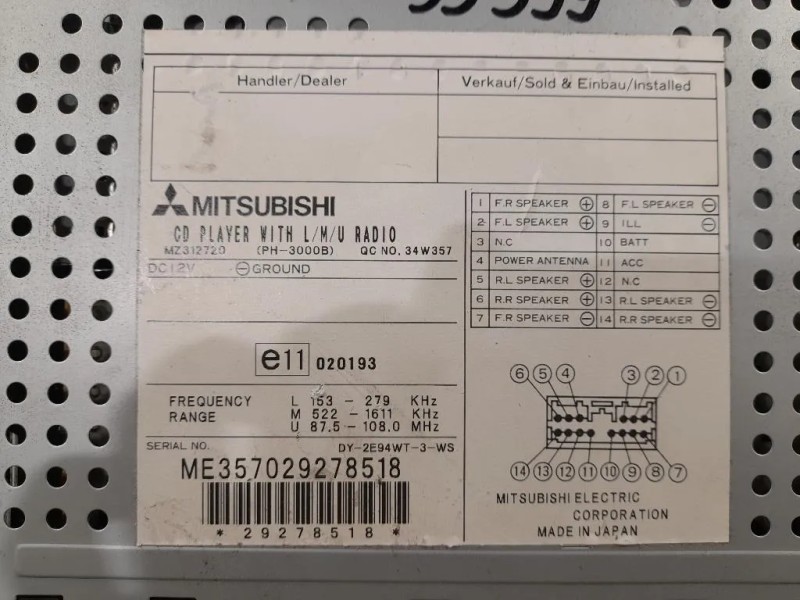 Handler/Dealer
Verkauf/Sold & Einbau/Installed
MITSUBISHI
CD PLAYER WITH L/M/U RADIO
MZ312720 (PH-3000B) QC NO. 34W357
DC12V ⊖GROUND
e11 020193
FREQUENCY RANGE
L 153 - 279 KHz
M 522 - 1611 KHz
U 87.5 - 108.0 MHz
SERIAL NO. DY-2E94WT-3-WS
ME357029278518
*29278518*
1 F.R SPEAKER ⊕ 8 F.L SPEAKER ⊖
2 F.L SPEAKER ⊕ 9 ILL ⊖
3 N.C 10 BATT
4 POWER ANTENNA 11 ACC
5 R.L SPEAKER ⊕ 12 N.C
6 R.R SPEAKER ⊕ 13 R.L SPEAKER ⊖
7 F.R SPEAKER ⊖ 14 R.R SPEAKER ⊖
6 5 4 3 2 1
14 13 12 11 10 9 8 7
MITSUBISHI ELECTRIC
CORPORATION
MADE IN JAPAN